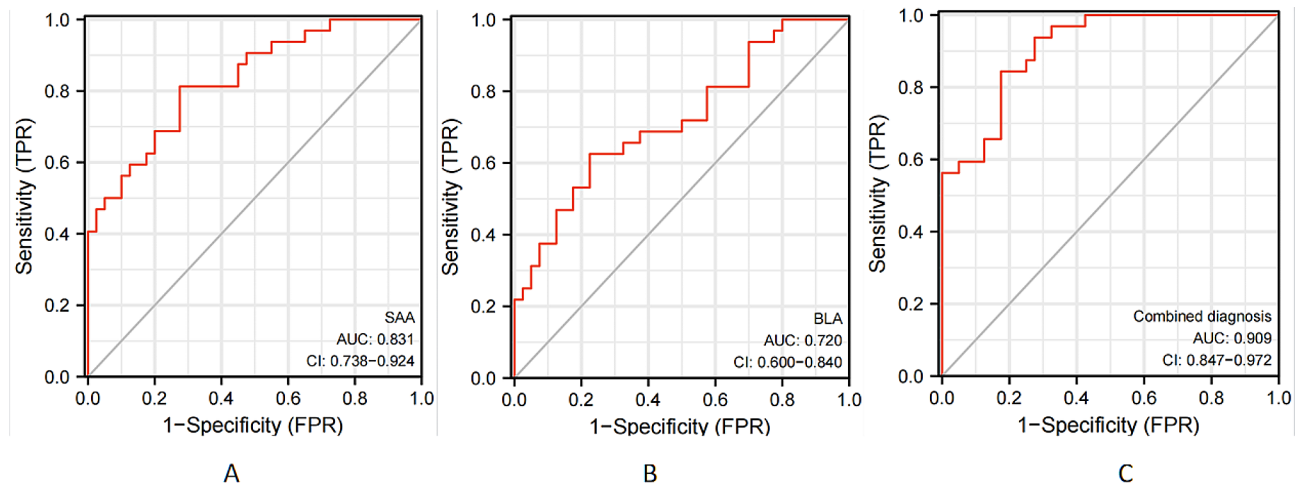 1.0
0.8
0.6
0.4
0.2
0.0
Sensitivity (TPR)
SAA
AUC: 0.831
CI: 0.738−0.924
0.0 0.2 0.4 0.6 0.8 1.0
1−Specificity (FPR)
A
1.0
0.8
0.6
0.4
0.2
0.0
Sensitivity (TPR)
BLA
AUC: 0.720
CI: 0.600−0.840
0.0 0.2 0.4 0.6 0.8 1.0
1−Specificity (FPR)
B
1.0
0.8
0.6
0.4
0.2
0.0
Sensitivity (TPR)
Combined diagnosis
AUC: 0.909
CI: 0.847−0.972
0.0 0.2 0.4 0.6 0.8 1.0
1−Specificity (FPR)
C